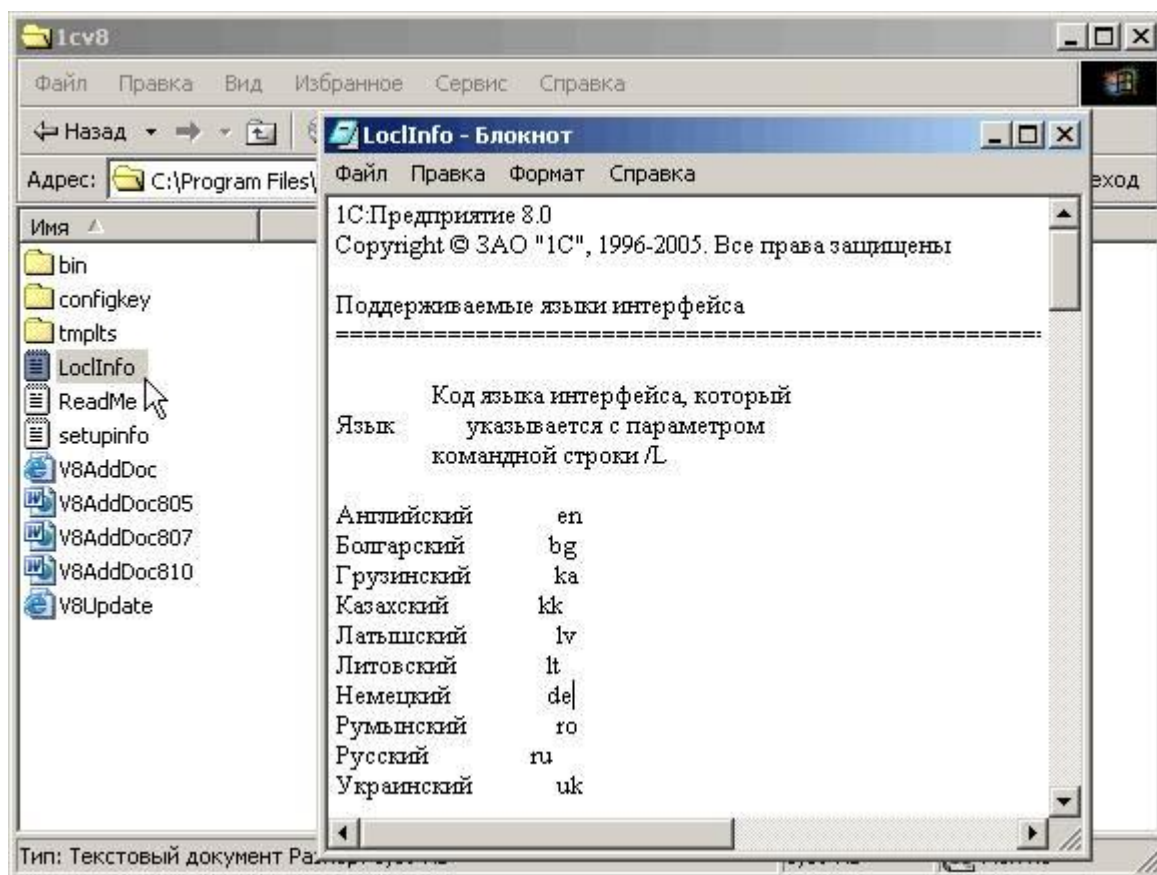 1cv8
Файл Правка Вид Избранное Сервис Справка
Назад
Адрес: C:\Program Files\
еход
Имя
bin
configkey
tmplts
LoclInfo
ReadMe
setupinfo
V8AddDoc
V8AddDoc805
V8AddDoc807
V8AddDoc810
V8Update
Тип: Текстовый документ
LoclInfo - Блокнот
Файл Правка Формат Справка
1С:Предприятие 8.0
Copyright © ЗАО "1С", 1996-2005. Все права защищены
Поддерживаемые языки интерфейса
==================================================
Код языка интерфейса, который
Язык указывается с параметром
командной строки /L
Английский en
Болгарский bg
Грузинский ka
Казахский kk
Латышский lv
Литовский lt
Немецкий de
Румынский ro
Русский ru
Украинский uk